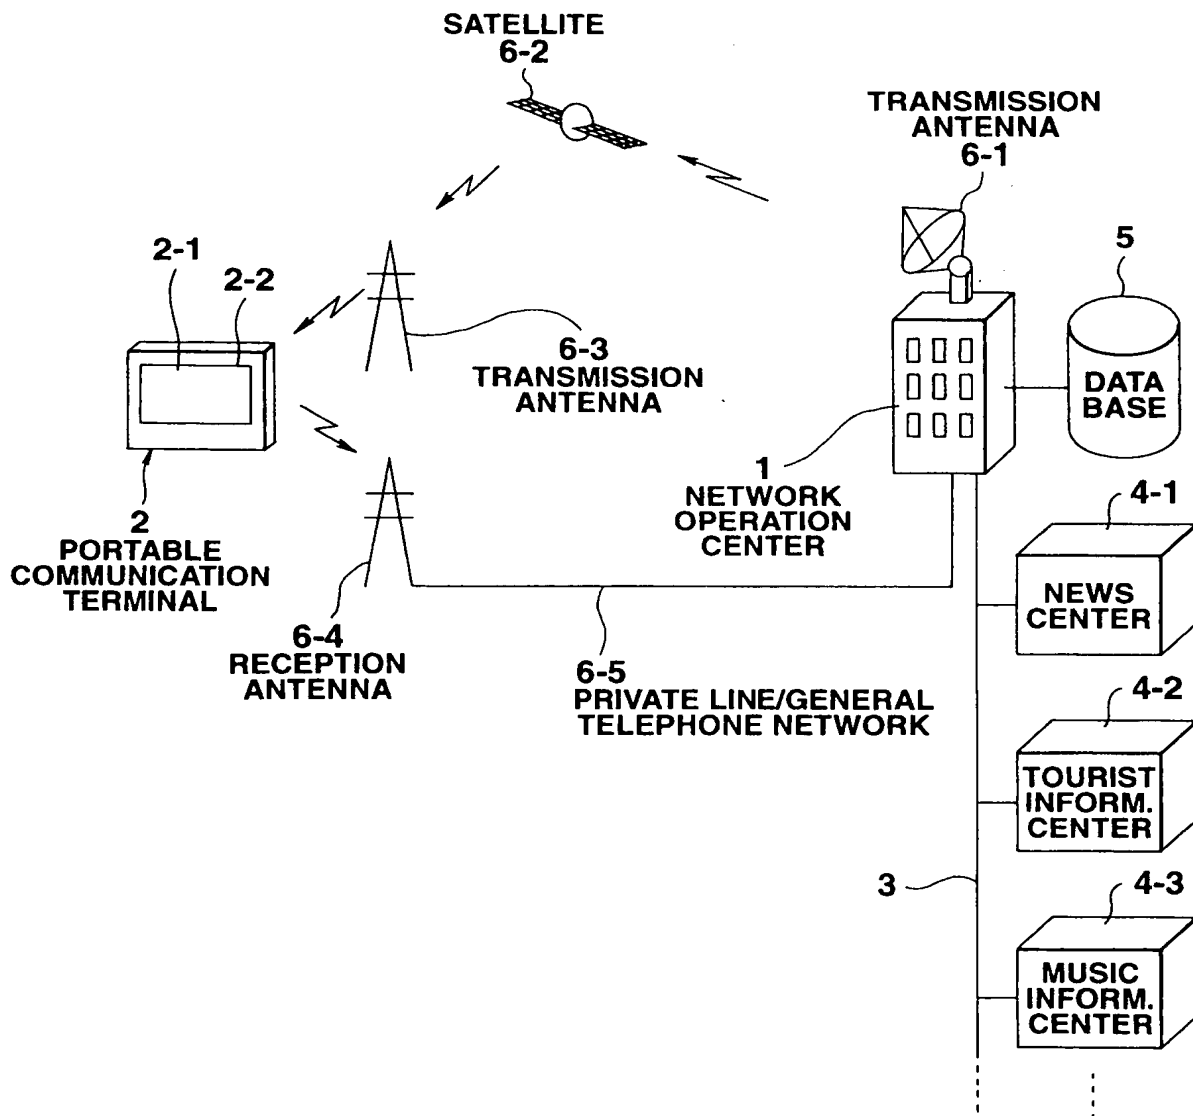 SATELLITE
6-2
TRANSMISSION
ANTENNA
6-1
2-1
2-2
5
6-3
TRANSMISSION
ANTENNA
DATA
BASE
1
NETWORK
OPERATION
CENTER
2
PORTABLE
COMMUNICATION
TERMINAL
4-1
NEWS
CENTER
6-4
RECEPTION
ANTENNA
6-5
PRIVATE LINE/GENERAL
TELEPHONE NETWORK
4-2
TOURIST
INFORM.
CENTER
3
4-3
MUSIC
INFORM.
CENTER